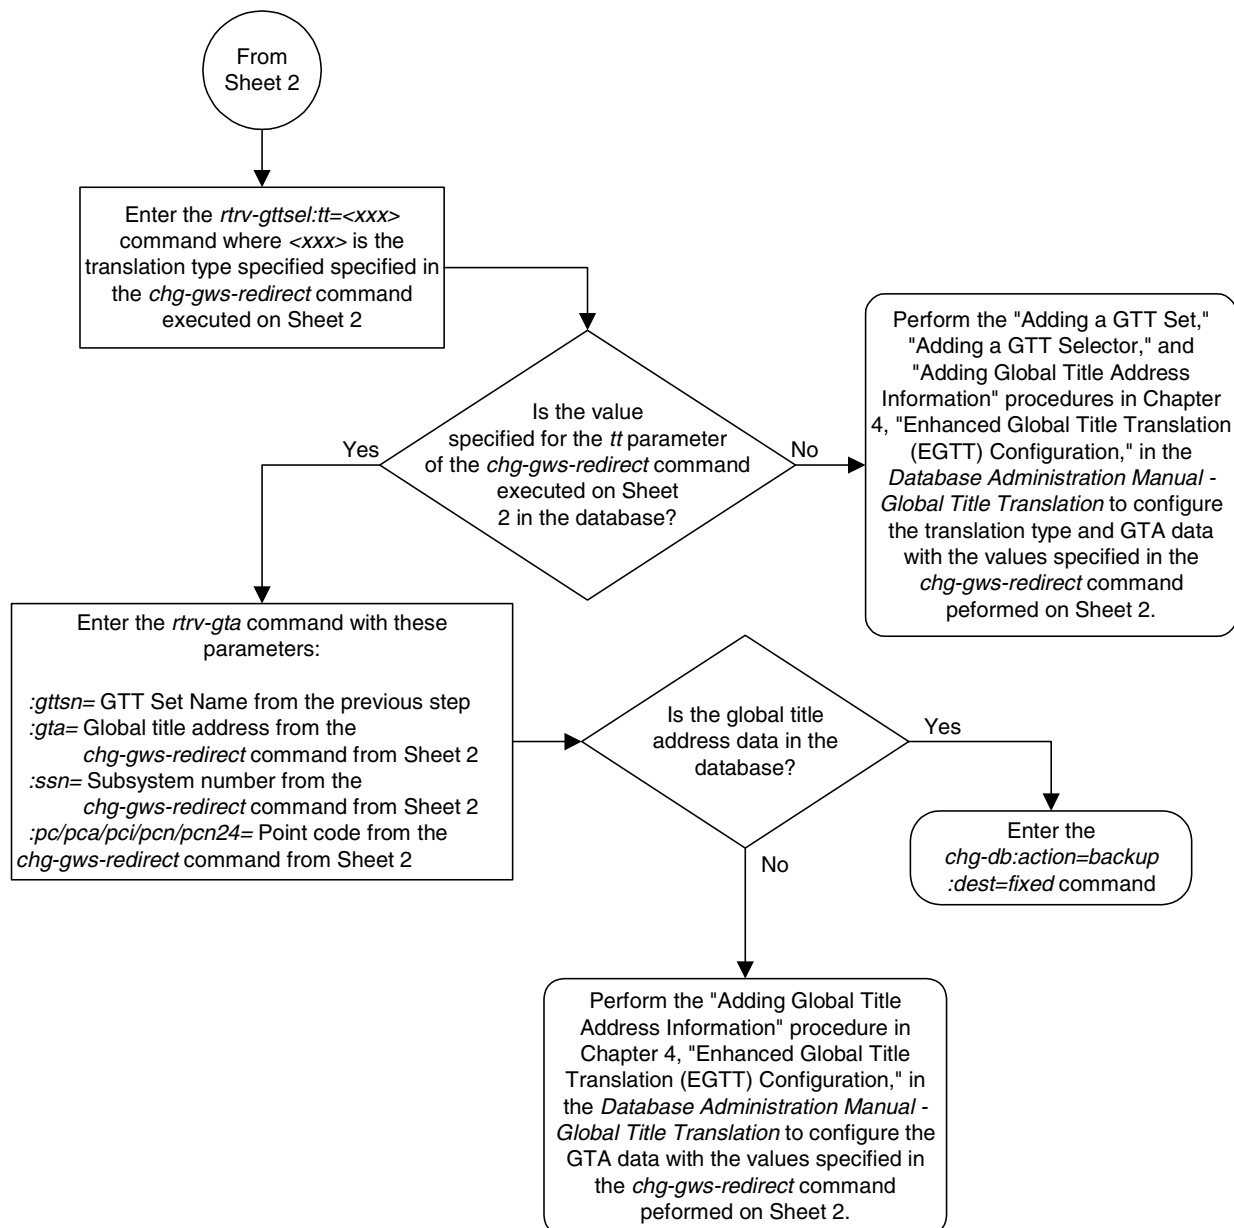 From
Sheet 2
Enter the rtrv-gttsel:tt=<xxx>
command where <xxx> is the
translation type specified specified in
the chg-gws-redirect command
executed on Sheet 2
Is the value
specified for the tt parameter
of the chg-gws-redirect command
executed on Sheet
2 in the database?
Yes
No
Perform the "Adding a GTT Set,"
"Adding a GTT Selector," and
"Adding Global Title Address
Information" procedures in Chapter
4, "Enhanced Global Title Translation
(EGTT) Configuration," in the
Database Administration Manual -
Global Title Translation to configure
the translation type and GTA data
with the values specified in the
chg-gws-redirect command
peformed on Sheet 2.
Enter the rtrv-gta command with these
parameters:
:gttsn= GTT Set Name from the previous step
:gta= Global title address from the
chg-gws-redirect command from Sheet 2
:ssn= Subsystem number from the
chg-gws-redirect command from Sheet 2
:pc/pca/pci/pcn/pcn24= Point code from the
chg-gws-redirect command from Sheet 2
Is the global title
address data in the
database?
Yes
No
Enter the
chg-db:action=backup
:dest=fixed command
Perform the "Adding Global Title
Address Information" procedure in
Chapter 4, "Enhanced Global Title
Translation (EGTT) Configuration," in
the Database Administration Manual -
Global Title Translation to configure the
GTA data with the values specified in
the chg-gws-redirect command
peformed on Sheet 2.